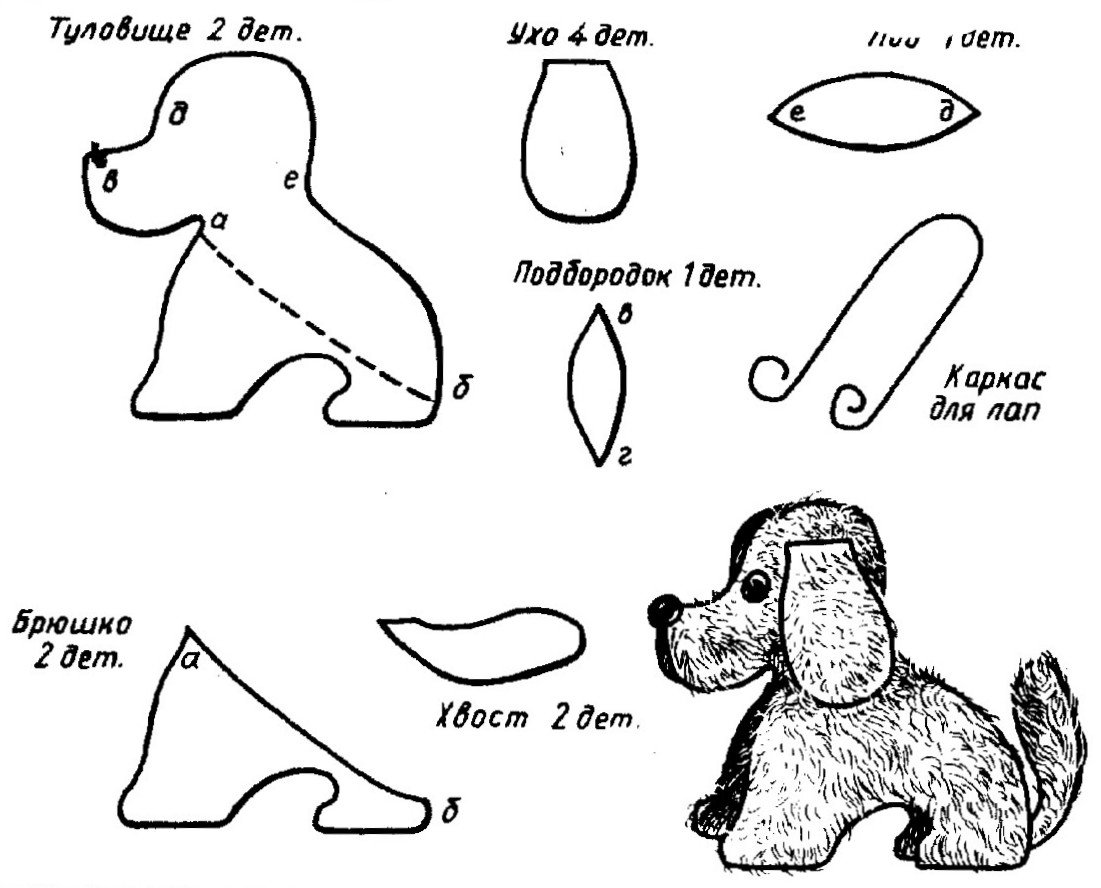 Туловище 2 дет.
Ухо 4 дет.
дет.
д
е
в
а
б
е д
Подбородок 1 дет.
в
г
Каркас
для лап
Брюшко
2 дет.
а
б
Хвост 2 дет.